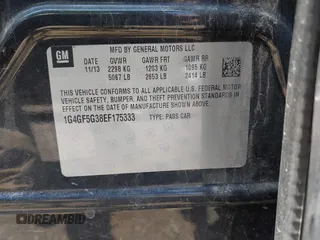 GM
MFD BY GENERAL MOTORS LLC
11/13 GVWR GAWR FRT GAWR RR
2298 KG 1203 KG 1095 KG
5067 LB 2653 LB 2414 LB
THIS VEHICLE CONFORMS TO ALL APPLICABLE U.S. FEDERAL MOTOR
VEHICLE SAFETY, BUMPER, AND THEFT PREVENTION STANDARDS IN
EFFECT ON THE DATE OF MANUFACTURE SHOWN ABOVE.
1G4GF5G38EF175333 TYPE: PASS CAR
DREAMBID